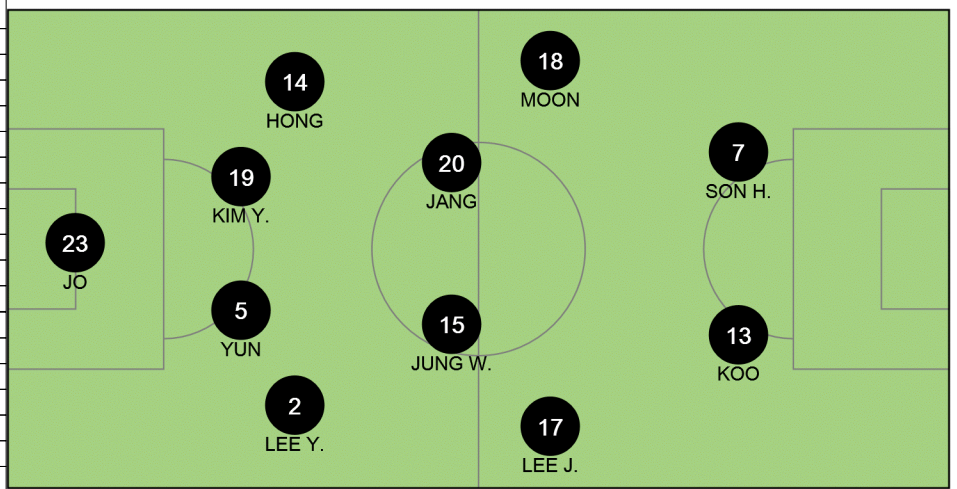 18
MOON
14
HONG
7
SON H.
20
JANG
19
KIM Y.
23
JO
5
YUN
15
JUNG W.
13
KOO
2
LEE Y.
17
LEE J.